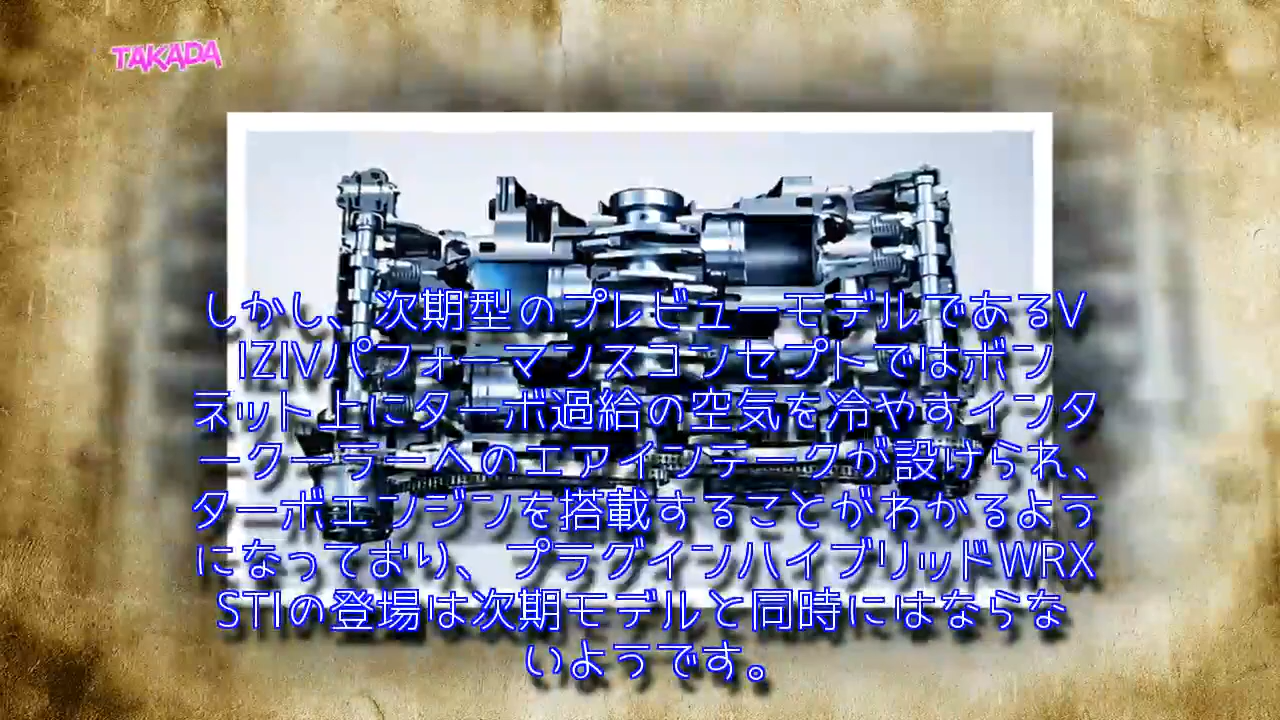 TAKADA
しかし、次期型のプレビューモデルであるV
IZIVパフォーマンスコンセプトではボン
ネット上にターボ過給の空気を冷やすインタ
ークーラーへのエアインテークが設けられ、
ターボエンジンを搭載することがわかるよう
になっており、プラグインハイブリッドWRX
STIの登場は次期モデルと同時にはならな
いようです。